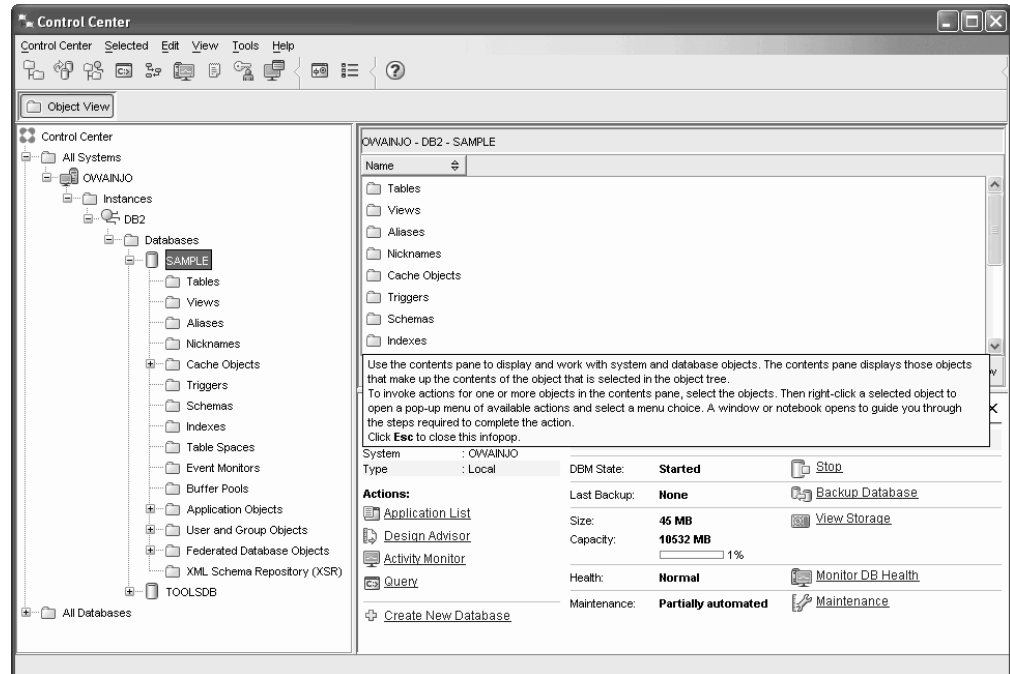 Control Center
Control Center Selected Edit View Tools Help
Object View
Control Center
All Systems
OWAINJO
Instances
DB2
Databases
SAMPLE
Tables
Views
Aliases
Nicknames
Cache Objects
Triggers
Schemas
Indexes
Table Spaces
Event Monitors
Buffer Pools
Application Objects
User and Group Objects
Federated Database Objects
XML Schema Repository (XSR)
TOOLSDB
All Databases
OWAINJO - DB2 - SAMPLE
Name
Tables
Views
Aliases
Nicknames
Cache Objects
Triggers
Schemas
Indexes
Use the contents pane to display and work with system and database objects. The contents pane displays those objects
that make up the contents of the object that is selected in the object tree.
To invoke actions for one or more objects in the contents pane, select the objects. Then right-click a selected object to
open a pop-up menu of available actions and select a menu choice. A window or notebook opens to guide you through
the steps required to complete the action.
Click Esc to close this infopop.
System : OWAINJO
Type : Local
Actions:
Application List
Design Advisor
Activity Monitor
Query
Create New Database
DBM State: Started Stop
Last Backup: None Backup Database
Size: 45 MB View Storage
Capacity: 10532 MB
1%
Health: Normal Monitor DB Health
Maintenance: Partially automated Maintenance